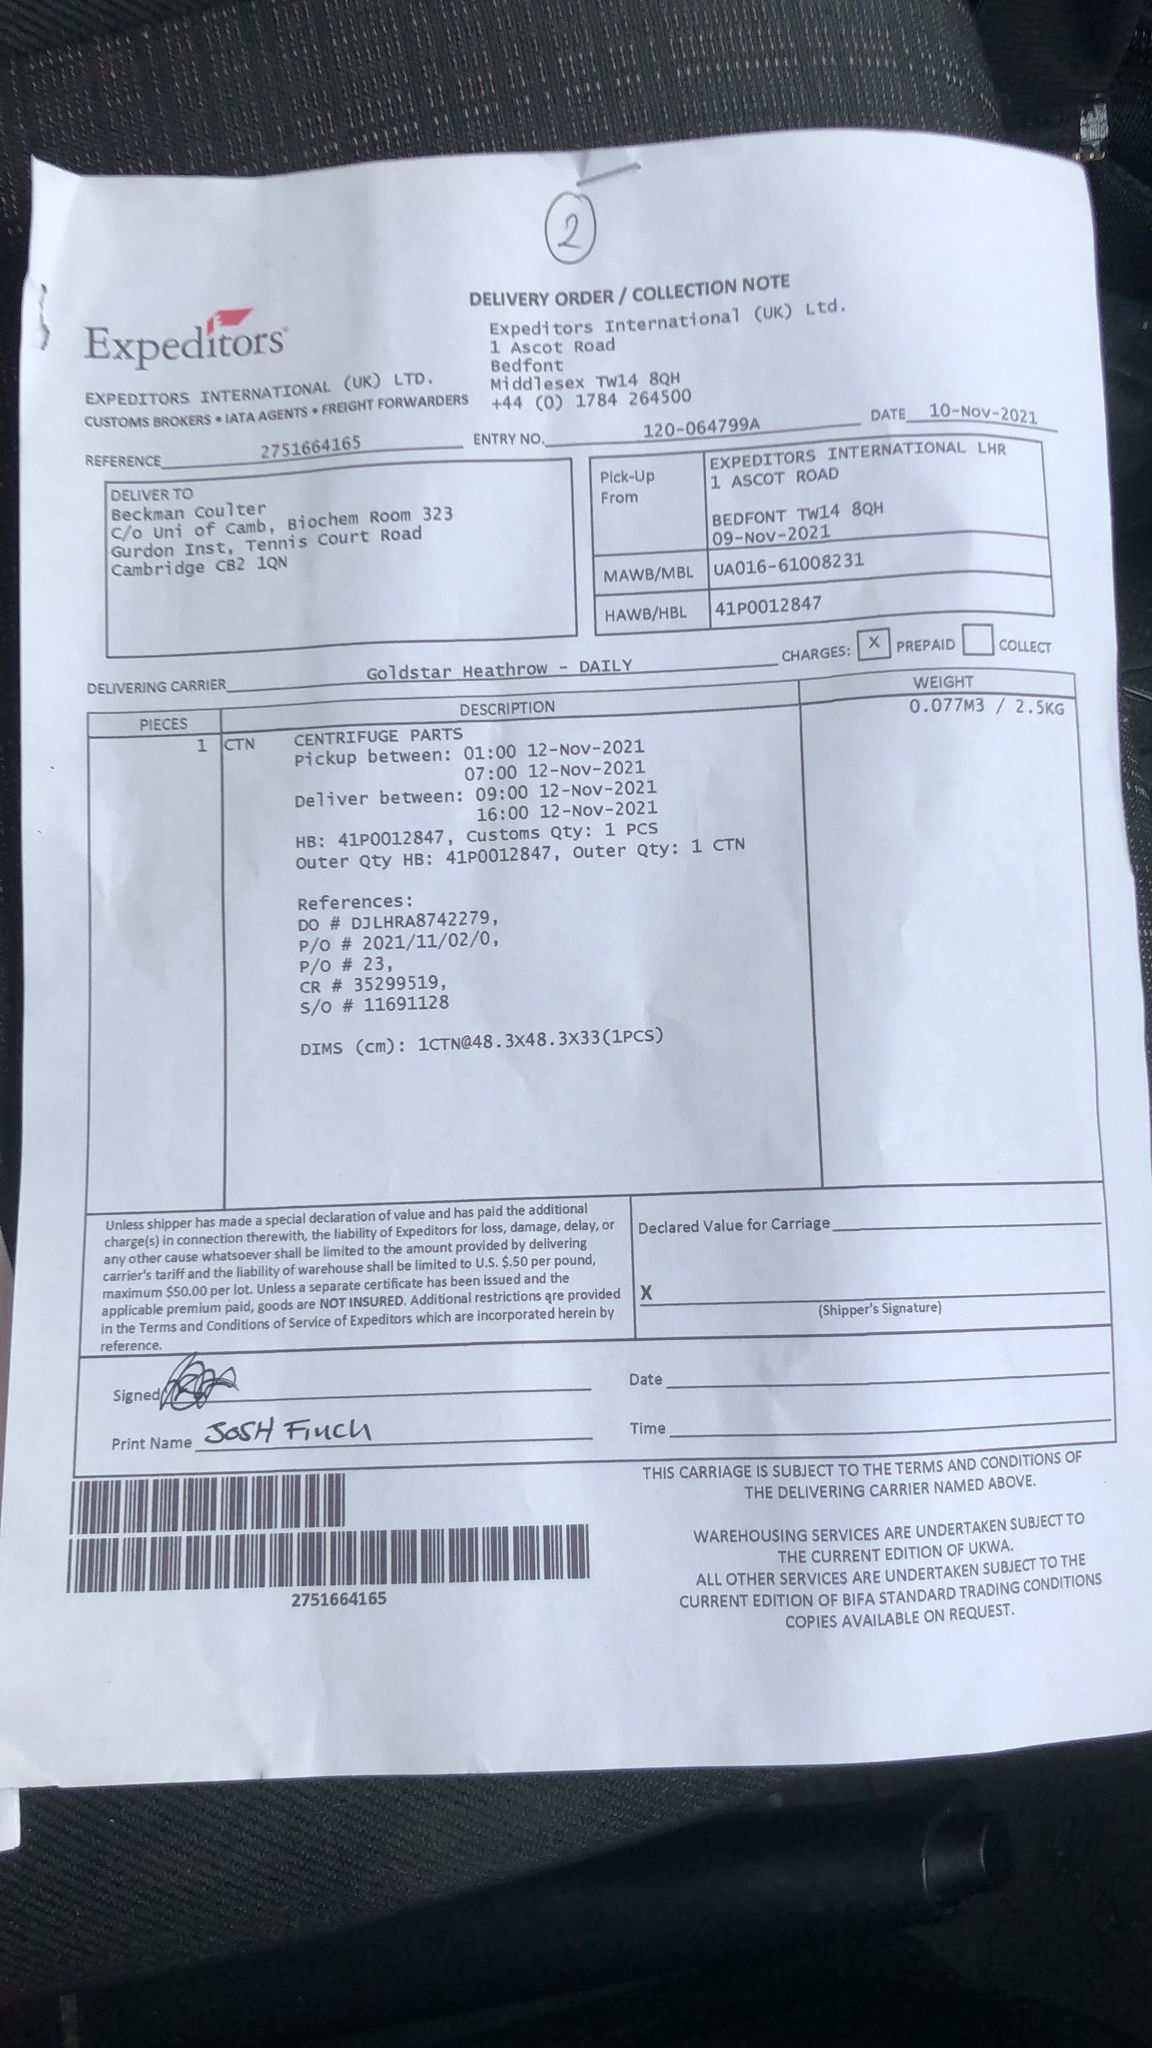 2
DELIVERY ORDER / COLLECTION NOTE
Expeditors
Expeditors International (UK) Ltd.
1 Ascot Road
Bedfont
Middlesex TW14 8QH
+44 (0) 1784 264500
EXPEDITORS INTERNATIONAL (UK) LTD.
CUSTOMS BROKERS • IATA AGENTS • FREIGHT FORWARDERS
REFERENCE 2751664165 ENTRY NO. 120-064799A DATE 10-Nov-2021
DELIVER TO
Beckman Coulter
C/o Uni of Camb, Biochem Room 323
Gurdon Inst, Tennis Court Road
Cambridge CB2 1QN
Pick-Up From
EXPEDITORS INTERNATIONAL LHR
1 ASCOT ROAD
BEDFONT TW14 8QH
09-Nov-2021
MAWB/MBL UA016-61008231
HAWB/HBL 41P0012847
CHARGES: X PREPAID COLLECT
DELIVERING CARRIER Goldstar Heathrow - DAILY
PIECES DESCRIPTION WEIGHT
1 CTN CENTRIFUGE PARTS 0.077M3 / 2.5KG
Pickup between: 01:00 12-Nov-2021
07:00 12-Nov-2021
Deliver between: 09:00 12-Nov-2021
16:00 12-Nov-2021
HB: 41P0012847, Customs Qty: 1 PCS
Outer Qty HB: 41P0012847, Outer Qty: 1 CTN
References:
DO # DJLHRA8742279,
P/O # 2021/11/02/0,
P/O # 23,
CR # 35299519,
S/O # 11691128
DIMS (cm): 1CTN@48.3X48.3X33(1PCS)
Unless shipper has made a special declaration of value and has paid the additional
charge(s) in connection therewith, the liability of Expeditors for loss, damage, delay, or
any other cause whatsoever shall be limited to the amount provided by delivering
carrier's tariff and the liability of warehouse shall be limited to U.S. $.50 per pound,
maximum $50.00 per lot. Unless a separate certificate has been issued and the
applicable premium paid, goods are NOT INSURED. Additional restrictions are provided
in the Terms and Conditions of Service of Expeditors which are incorporated herein by
reference.
Declared Value for Carriage
X
(Shipper's Signature)
Signed
Date
Print Name JOSH Finch
Time
THIS CARRIAGE IS SUBJECT TO THE TERMS AND CONDITIONS OF
THE DELIVERING CARRIER NAMED ABOVE.
WAREHOUSING SERVICES ARE UNDERTAKEN SUBJECT TO
THE CURRENT EDITION OF UKWA.
ALL OTHER SERVICES ARE UNDERTAKEN SUBJECT TO THE
CURRENT EDITION OF BIFA STANDARD TRADING CONDITIONS
COPIES AVAILABLE ON REQUEST.
2751664165